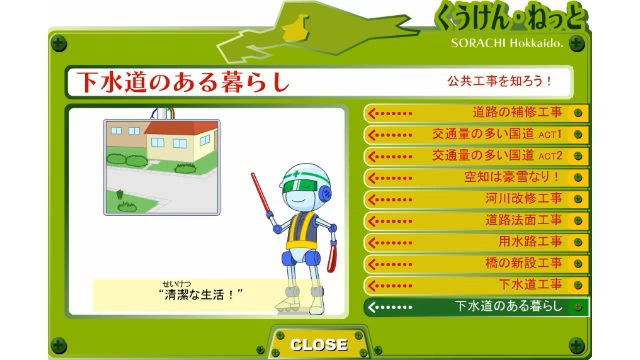 くうけん・ねっと
SORACHI Hokkaido.
下水道のある暮らし
公共工事を知ろう！
道路の補修工事
交通量の多い国道 ACT1
交通量の多い国道 ACT2
空知は豪雪なり！
河川改修工事
道路法面工事
用水路工事
橋の新設工事
下水道工事
下水道のある暮らし
せいけつ
“清潔な生活！”
CLOSE